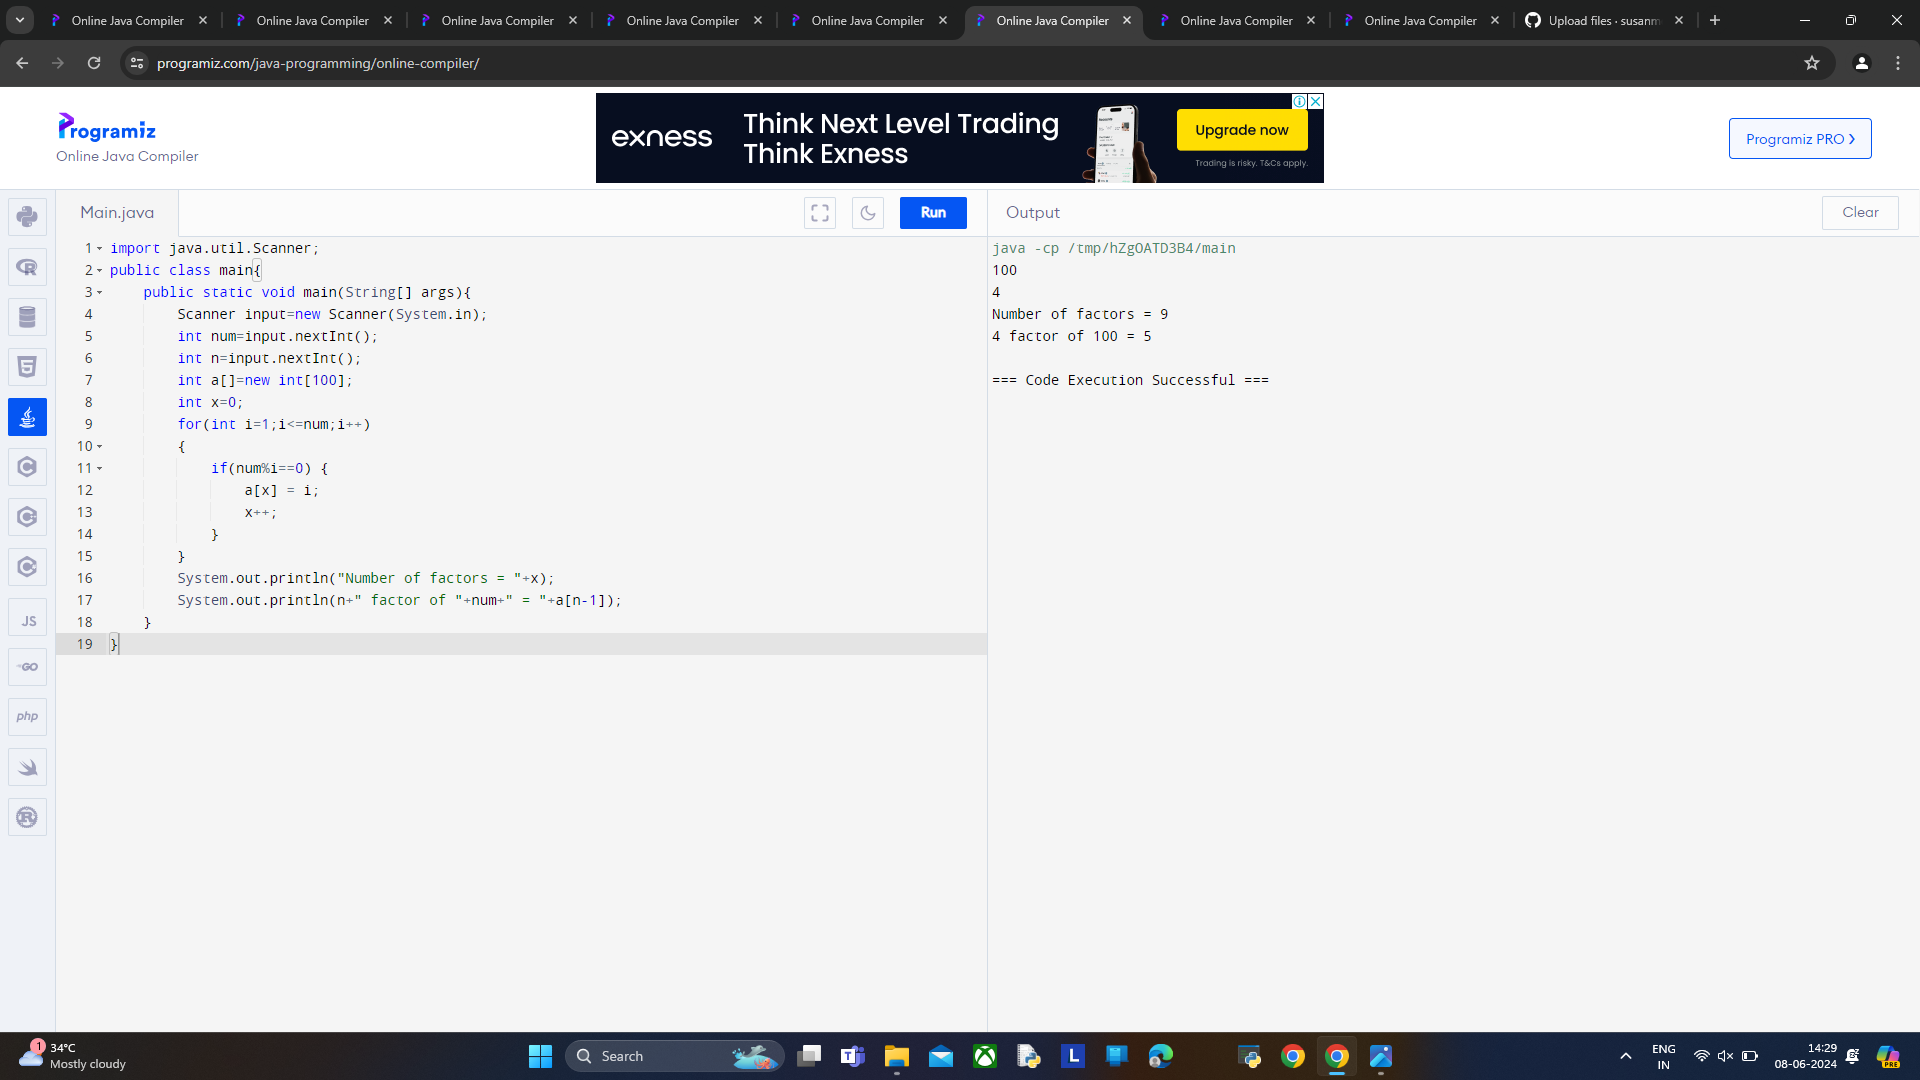 Online Java Compiler
Online Java Compiler
Online Java Compiler
Online Java Compiler
Online Java Compiler
Online Java Compiler
Online Java Compiler
Online Java Compiler
Upload files · susanm
programiz.com/java-programming/online-compiler/
Programiz
Online Java Compiler
exness
Think Next Level Trading
Think Exness
Upgrade now
Trading is risky. T&Cs apply.
Programiz PRO >
Main.java
Run
Output
Clear
1 import java.util.Scanner;
2 public class main{
3 public static void main(String[] args){
4 Scanner input=new Scanner(System.in);
5 int num=input.nextInt();
6 int n=input.nextInt();
7 int a[]=new int[100];
8 int x=0;
9 for(int i=1;i<=num;i++)
10 {
11 if(num%i==0) {
12 a[x] = i;
13 x++;
14 }
15 }
16 System.out.println("Number of factors = "+x);
17 System.out.println(n+" factor of "+num+" = "+a[n-1]);
18 }
19 }
java -cp /tmp/hZgOATD3B4/main
100
4
Number of factors = 9
4 factor of 100 = 5
=== Code Execution Successful ===
JS
GO
php
1
34°C
Mostly cloudy
Search
L
ENG
IN
14:29
08-06-2024
PRE